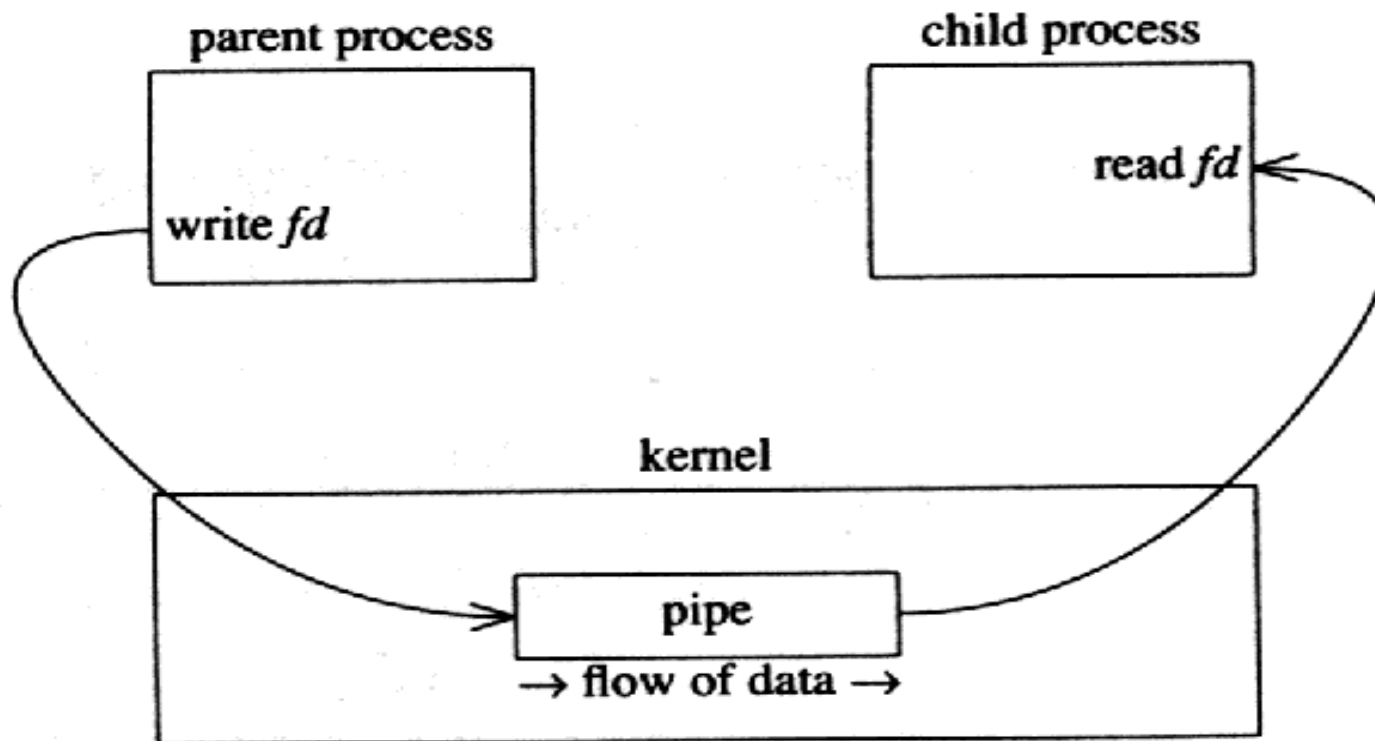 parent process
child process
write fd
read fd
kernel
pipe
→ flow of data →